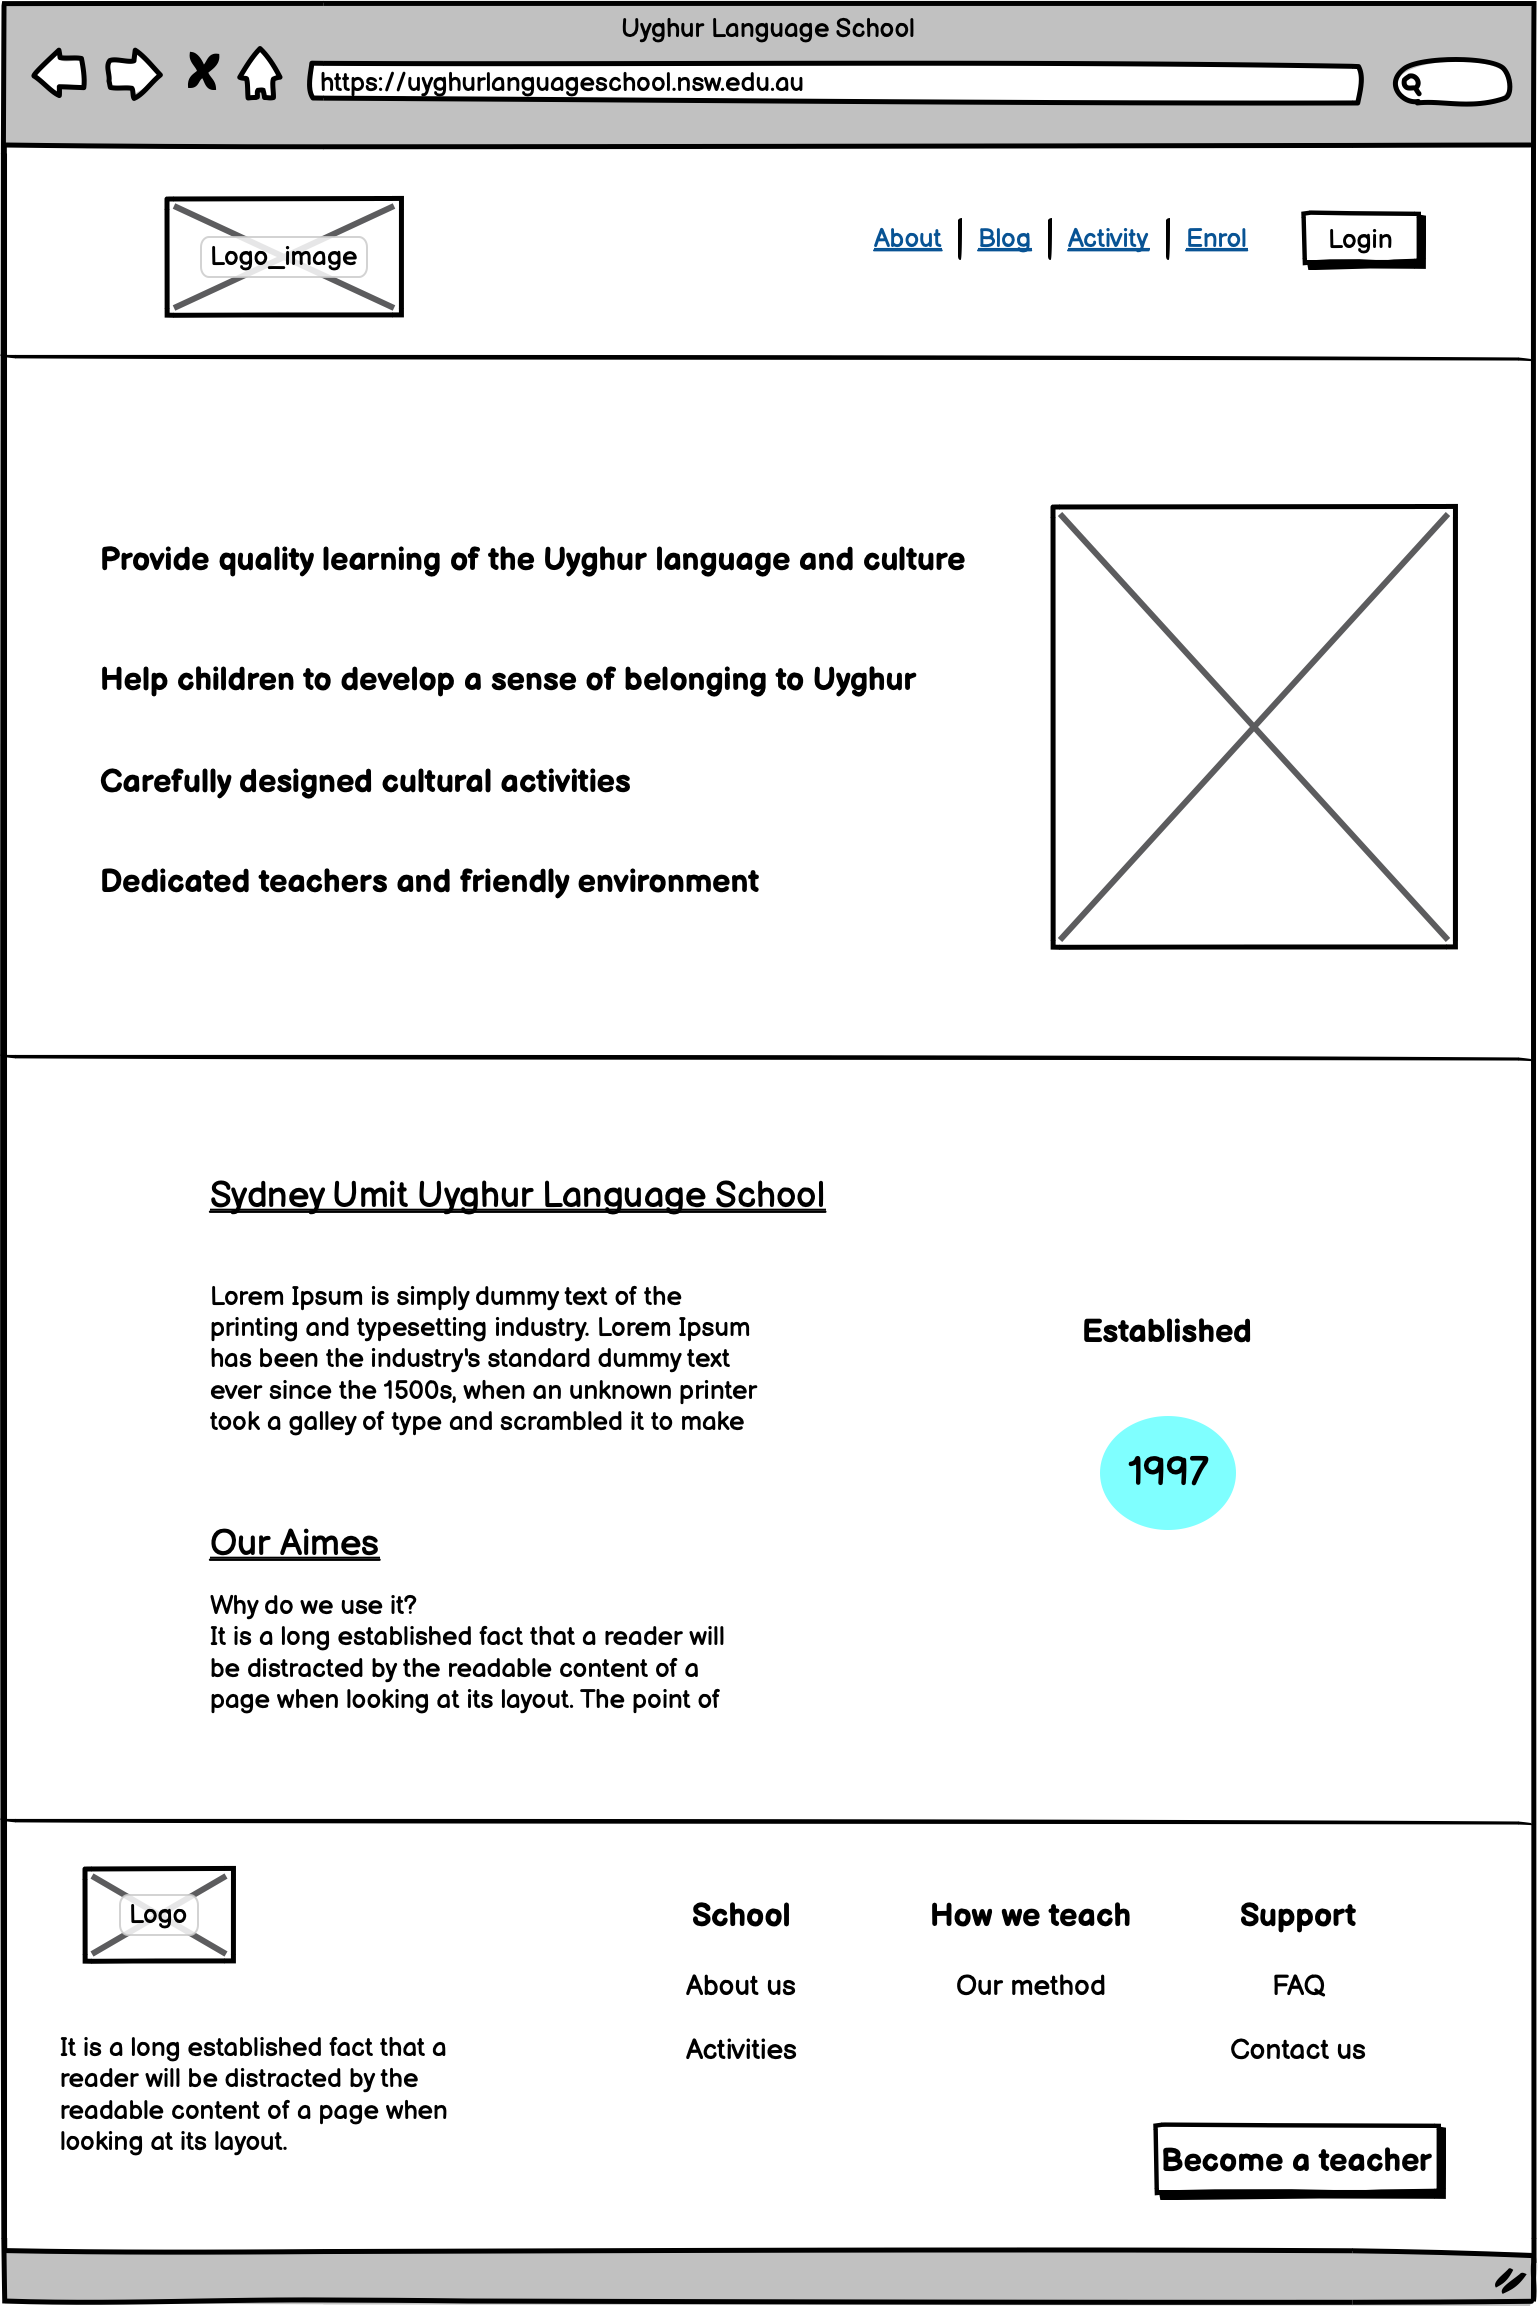 Uyghur Language School
https://uyghurlanguageschool.nsw.edu.au
Logo_image
About
Blog
Activity
Enrol
Login
Provide quality learning of the Uyghur language and culture
Help children to develop a sense of belonging to Uyghur
Carefully designed cultural activities
Dedicated teachers and friendly environment
Sydney Umit Uyghur Language School
Lorem Ipsum is simply dummy text of the
printing and typesetting industry. Lorem Ipsum
has been the industry's standard dummy text
ever since the 1500s, when an unknown printer
took a galley of type and scrambled it to make
Established
1997
Our Aimes
Why do we use it?
It is a long established fact that a reader will
be distracted by the readable content of a
page when looking at its layout. The point of
Logo
It is a long established fact that a
reader will be distracted by the
readable content of a page when
looking at its layout.
School
About us
Activities
How we teach
Our method
Support
FAQ
Contact us
Become a teacher